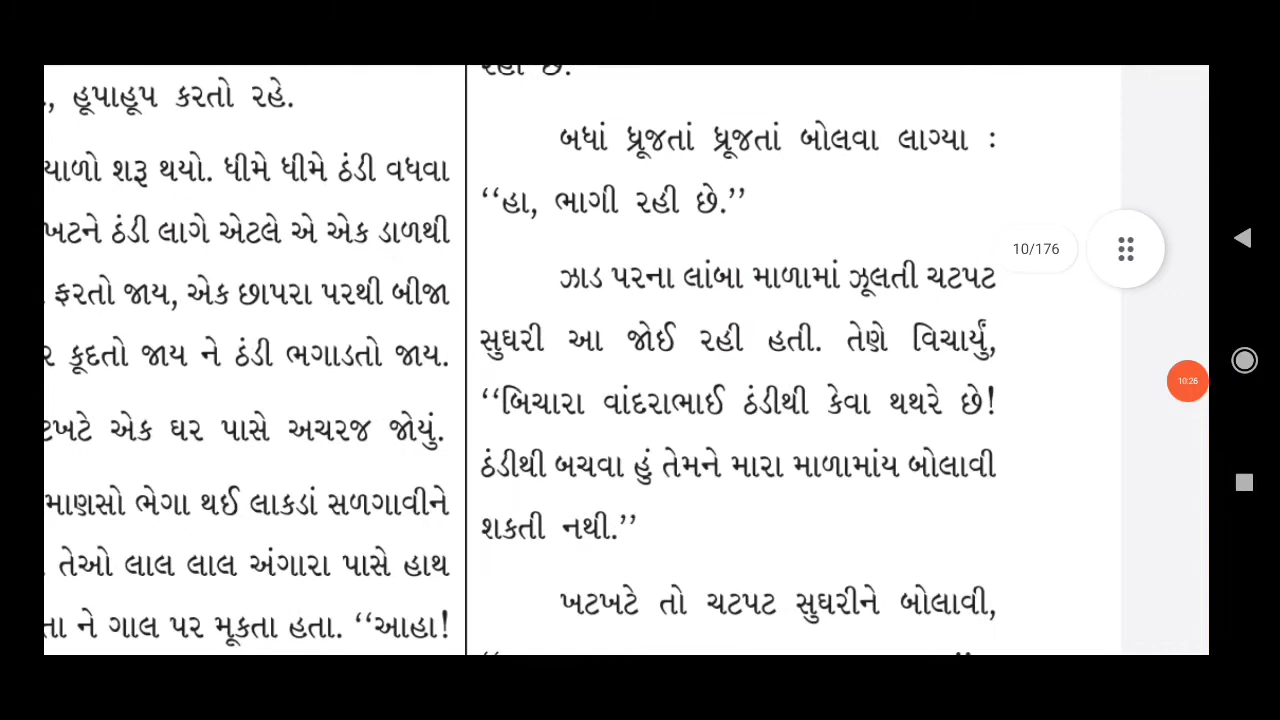 હૂપાહૂપ કરતો રહે.
શરૂ થયો. ધીમે ધીમે ઠંડી વધવા
ઠંડી લાગે એટલે એ એક ડાળથી
ફરતો જાય, એક છાપરા પરથી બીજા
કૂદતો જાય ને ઠંડી ભગાડતો જાય.
એક ઘર પાસે અચરજ જોયું.
માણસો ભેગા થઈ લાકડાં સળગાવીને
તેઓ લાલ લાલ અંગારા પાસે હાથ
ને ગાલ પર મૂકતા હતા. ‘‘આહા!
બધાં ધ્રૂજતાં ધ્રૂજતાં બોલવા લાગ્યા :
‘‘હા, ભાગી રહી છે.’’
ઝાડ પરના લાંબા માળામાં ઝૂલતી ચટપટ
સુઘરી આ જોઈ રહી હતી. તેણે વિચાર્યું,
‘‘બિચારા વાંદરાભાઈ ઠંડીથી કેવા થથરે છે!
ઠંડીથી બચવા હું તેમને મારા માળામાંય બોલાવી
શકતી નથી.’’
ખટખટે તો ચટપટ સુઘરીને બોલાવી,
10/176
10:26